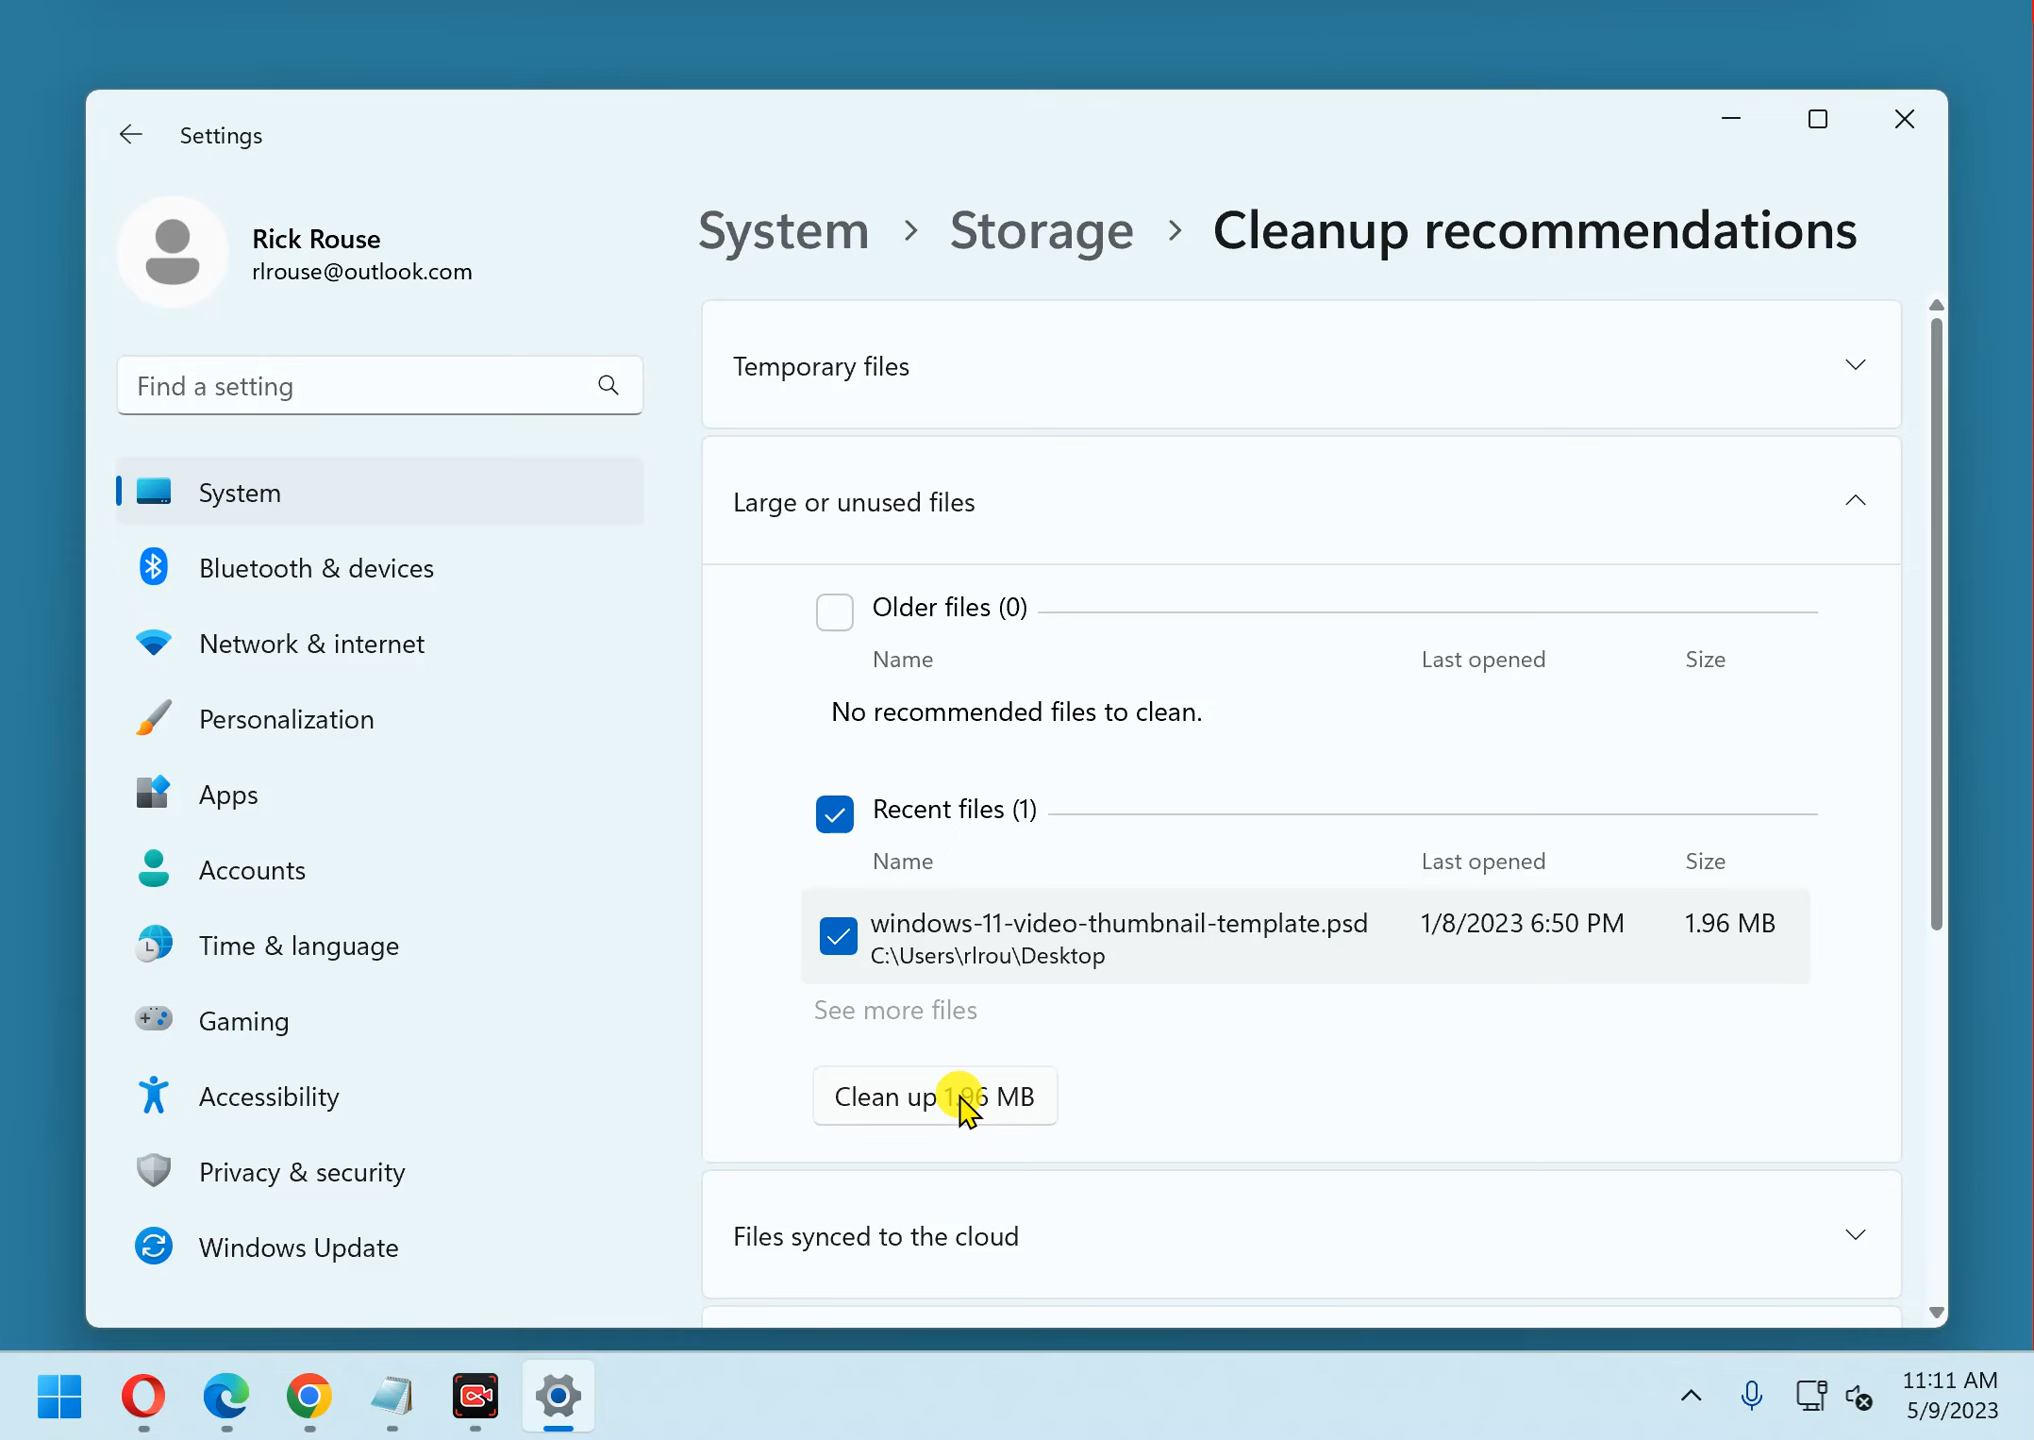 Settings
Rick Rouse
rlrouse@outlook.com
Find a setting
System
Bluetooth & devices
Network & internet
Personalization
Apps
Accounts
Time & language
Gaming
Accessibility
Privacy & security
Windows Update
System > Storage > Cleanup recommendations
Temporary files
Large or unused files
Older files (0)
Name Last opened Size
No recommended files to clean.
Recent files (1)
Name Last opened Size
windows-11-video-thumbnail-template.psd 1/8/2023 6:50 PM 1.96 MB
C:\Users\rlrou\Desktop
See more files
Clean up 1.96 MB
Files synced to the cloud
11:11 AM
5/9/2023